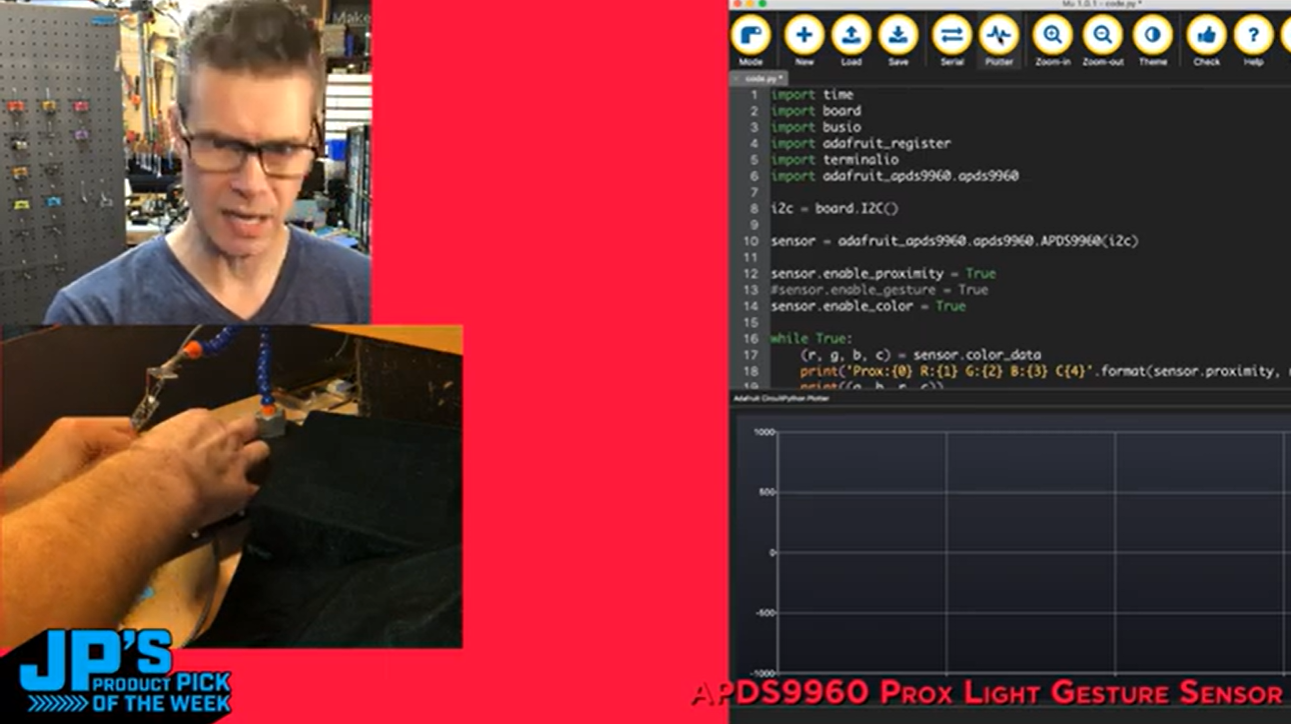 Make
Mu 1.0.1 - code.py *
Mode New Load Save Serial Plotter Zoom-in Zoom-out Theme Check Help
code.py *
1 import time
2 import board
3 import busio
4 import adafruit_register
5 import terminalio
6 import adafruit_apds9960.apds9960
7
8 i2c = board.I2C()
9
10 sensor = adafruit_apds9960.apds9960.APDS9960(i2c)
11
12 sensor.enable_proximity = True
13 #sensor.enable_gesture = True
14 sensor.enable_color = True
15
16 while True:
17 (r, g, b, c) = sensor.color_data
18 print('Prox:{0} R:{1} G:{2} B:{3} C{4}'.format(sensor.proximity,
19 print((g, b, r, c))
Adafruit CircuitPython Plotter
1000
500
0
-500
-1000
JP'S
PRODUCT PICK
OF THE WEEK
APDS9960 PROX LIGHT GESTURE SENSOR